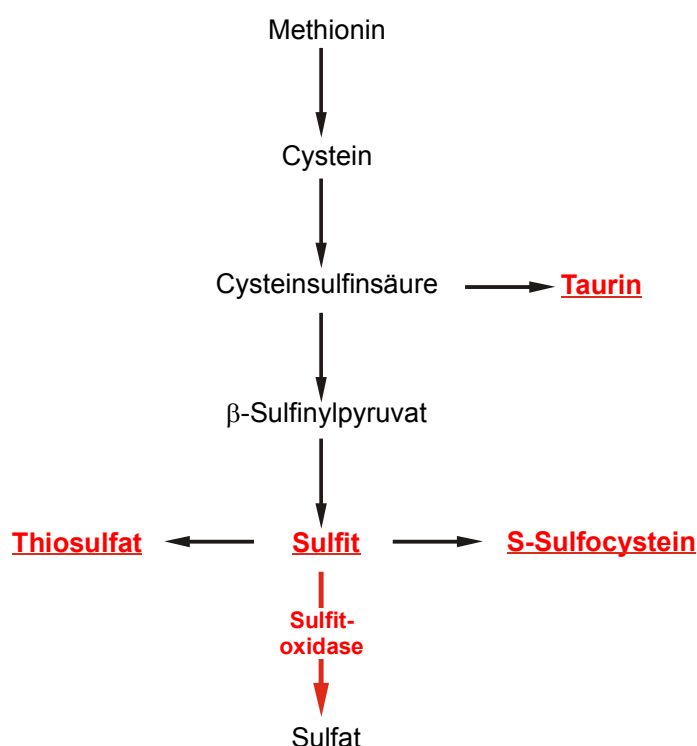 Methionin
Cystein
Cysteinsulfinsäure
Taurin
β-Sulfinylpyruvat
Thiosulfat
Sulfit
S-Sulfocystein
Sulfit-
oxidase
Sulfat